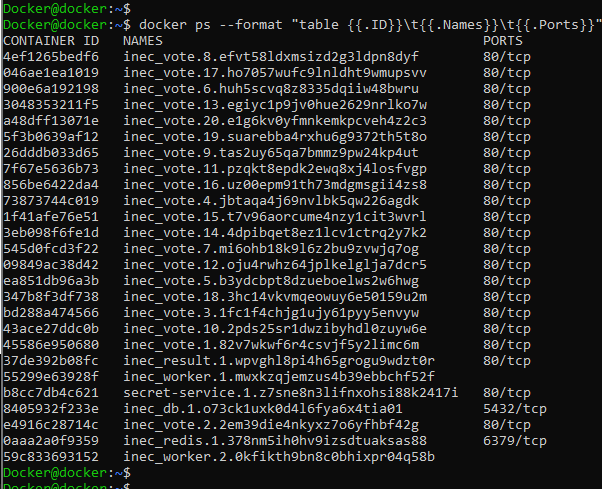 Docker@docker:~$
Docker@docker:~$ docker ps --format "table {{.ID}}\t{{.Names}}\t{{.Ports}}"
CONTAINER ID NAMES PORTS
4ef1265bedf6 inec_vote.8.efvt58ldxmsizd2g3ldpn8dyf 80/tcp
046ae1ea1019 inec_vote.17.ho7057wufc9lnldht9wmupsvv 80/tcp
900e6a192198 inec_vote.6.huh5scvq8z8335dqiiw48bwru 80/tcp
3048353211f5 inec_vote.13.egiyc1p9jv0hue2629nrlko7w 80/tcp
a48dff13071e inec_vote.20.e1g6kv0yfmnkemkpcveh4z2c3 80/tcp
5f3b0639af12 inec_vote.19.suarebba4rxhu6g9372th5t8o 80/tcp
26dddb033d65 inec_vote.9.tas2uy65qa7bmmz9pw24kp4ut 80/tcp
7f67e5636b73 inec_vote.11.pzqkt8epdk2ewq8xj4losfvgp 80/tcp
856be6422da4 inec_vote.16.uz00epm91th73mdgmsgii4zs8 80/tcp
73873744c019 inec_vote.4.jbtaqa4j69nvlbk5qw226agdk 80/tcp
1f41afe76e51 inec_vote.15.t7v96aorcume4nzy1cit3wvrl 80/tcp
3eb098f6fe1d inec_vote.14.4dpibqet8ez1lcv1ctrq2y7k2 80/tcp
545d0fcd3f22 inec_vote.7.mi6ohb18k9l6z2bu9zvwjq7og 80/tcp
09849ac38d42 inec_vote.12.oju4rwhz64jplkelglja7dcr5 80/tcp
ea851db96a3b inec_vote.5.b3ydcbpt8dzueboelws2w6hwg 80/tcp
347b8f3df738 inec_vote.18.3hc14vkvmqeowuy6e50159u2m 80/tcp
bd288a474566 inec_vote.3.1fc1f4chjg1ujy61pyy5envyw 80/tcp
43ace27ddc0b inec_vote.10.2pds25sr1dwzibyhdl0zuyw6e 80/tcp
45586e950680 inec_vote.1.82v7wkwf6r4csvjf5y2limc6m 80/tcp
37de392b08fc inec_result.1.wpvghl8pi4h65grogu9wdzt0r 80/tcp
55299e63928f inec_worker.1.mwxkzqjemzus4b39ebbchf52f
b8cc7db4c621 secret-service.1.z7sne8n3lifnxohsi88k2417i 80/tcp
8405932f233e inec_db.1.o73ck1uxk0d4l6fya6x4tia01 5432/tcp
e4916c28714c inec_vote.2.2em39die4nkyxz7o6yfhbf42g 80/tcp
0aaa2a0f9359 inec_redis.1.378nm5ih0hv9izsdtuaksas88 6379/tcp
59c833693152 inec_worker.2.0kfikth9bn8c0bhixpr04q58b
Docker@docker:~$
Docker@docker:~$